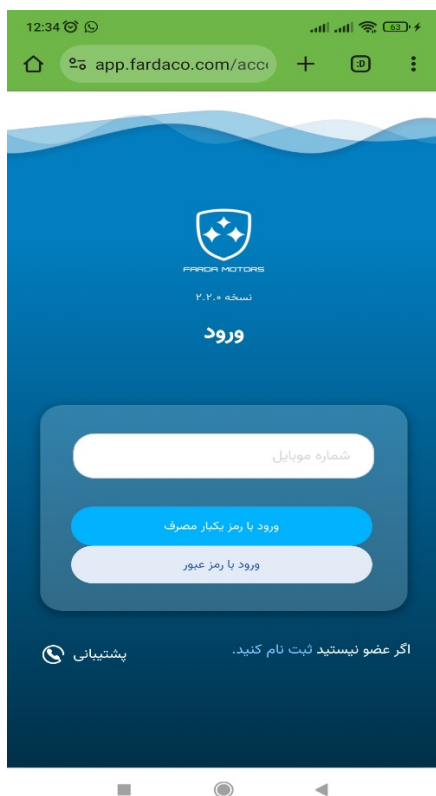 12:34
63
app.fardaco.com/acc
:D
FARDA MOTORS
نسخه ۲.۲.۰
ورود
شماره موبایل
ورود با رمز یکبار مصرف
ورود با رمز عبور
اگر عضو نیستید ثبت نام کنید.
پشتیبانی